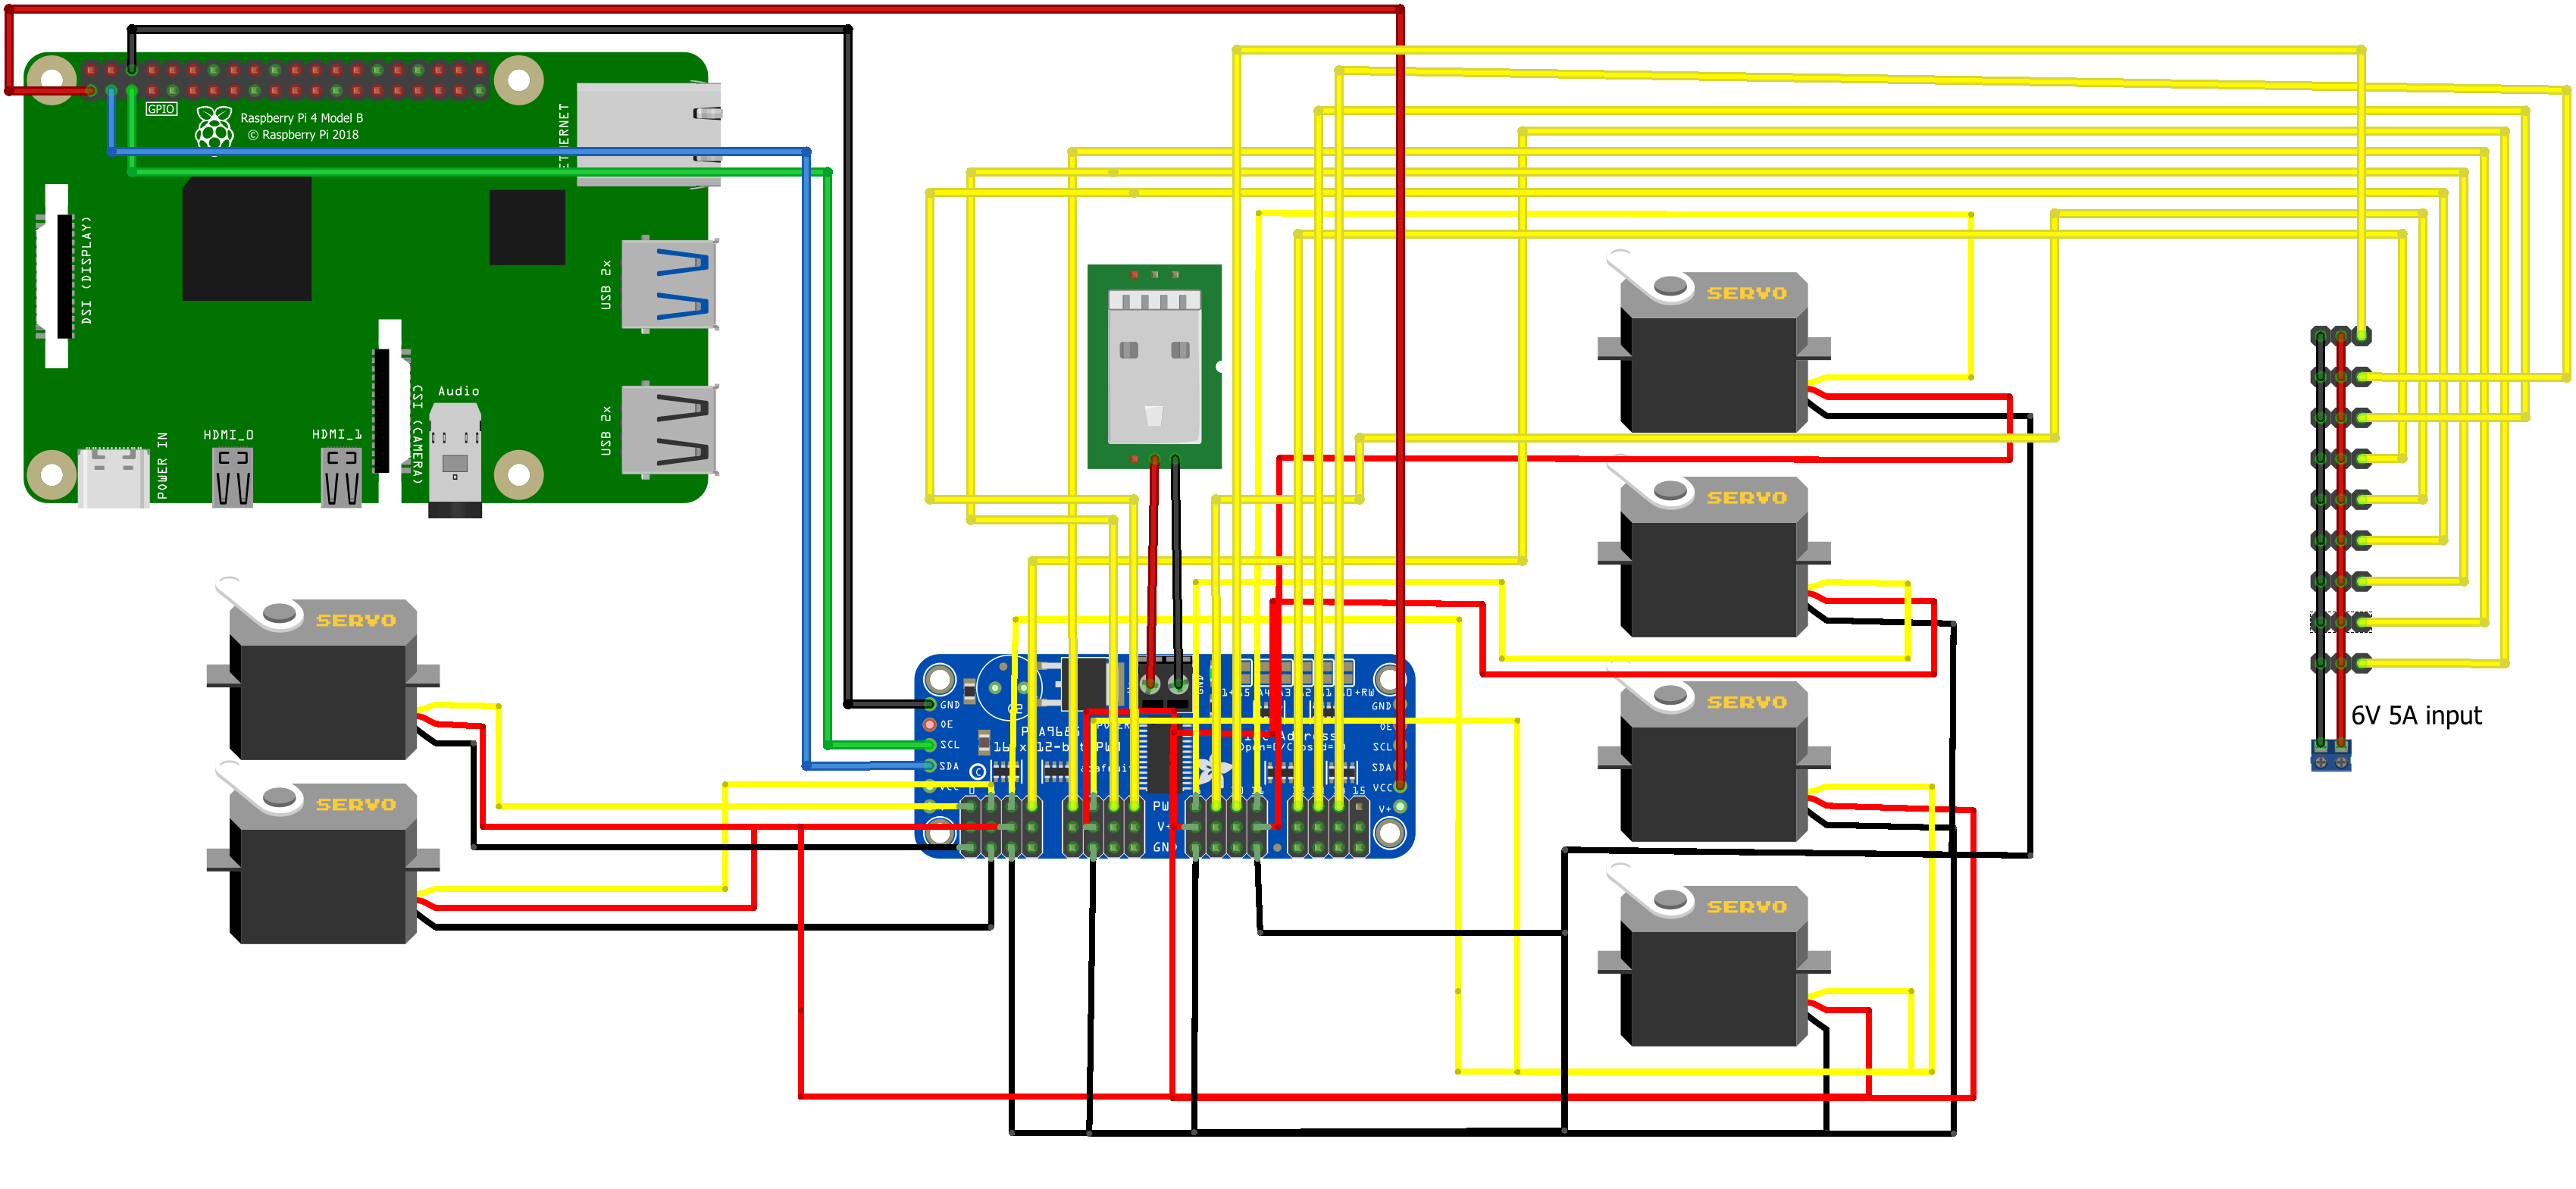 GPIO
Raspberry Pi 4 Model B
© Raspberry Pi 2018
ETHERNET
DSI (DISPLAY)
USB 2x
USB 2x
CSI (CAMERA)
Audio
POWER IN
HDMI_0
HDMI_1
SERVO
SERVO
SERVO
SERVO
SERVO
SERVO
GND
OE
SCL
SDA
VCC
GND
OE
SCL
SDA
VCC
V+
15
V+
GND
6V 5A input